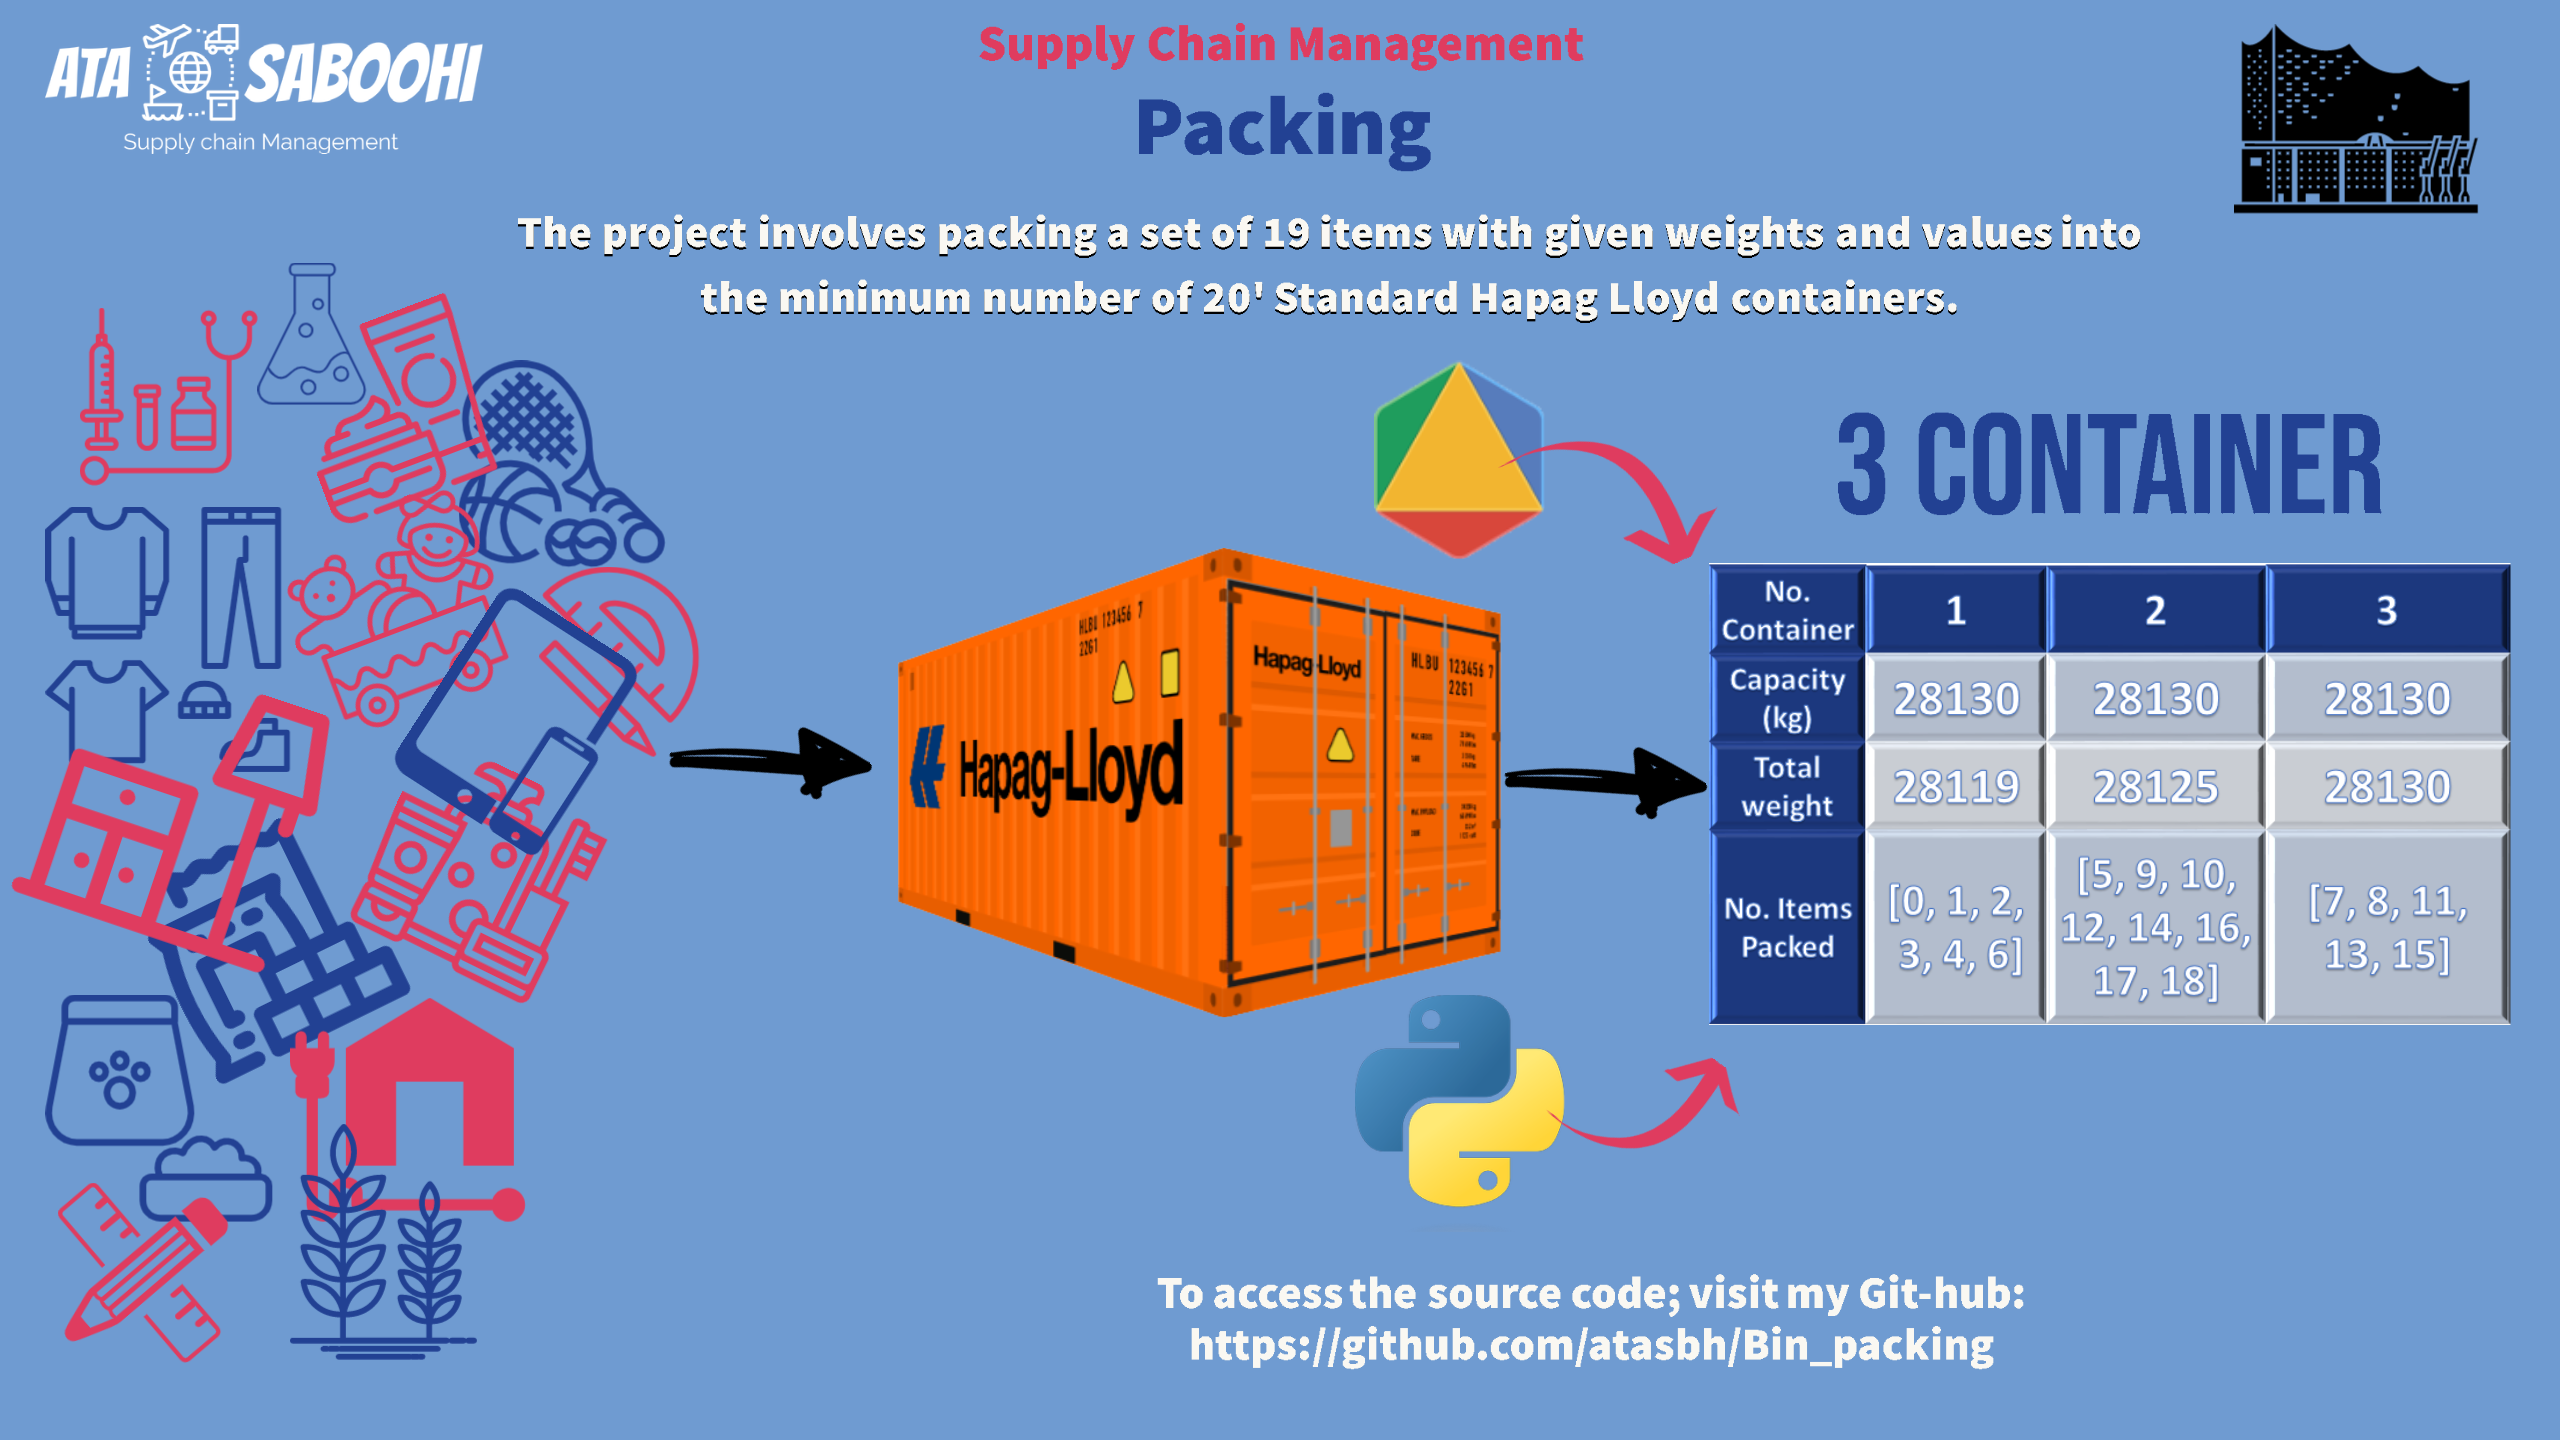 ATA SABOOHI
Supply chain Management
Supply Chain Management
Packing
The project involves packing a set of 19 items with given weights and values into
the minimum number of 20' Standard Hapag Lloyd containers.
3 CONTAINER
HLBU 123456 7
22G1
Hapag-Lloyd
Hapag-Lloyd
HLBU 123456 7
22G1
No. Container 1 2 3
Capacity (kg) 28130 28130 28130
Total weight 28119 28125 28130
No. Items Packed [0, 1, 2, 3, 4, 6] [5, 9, 10, 12, 14, 16, 17, 18] [7, 8, 11, 13, 15]
To access the source code; visit my Git-hub:
https://github.com/atasbh/Bin_packing